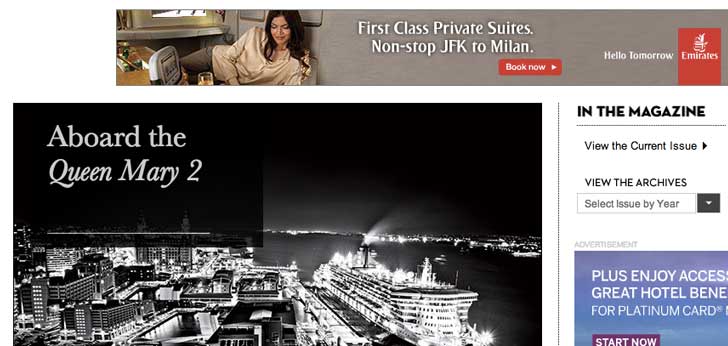 First Class Private Suites.
Non-stop JFK to Milan.
Book now
Hello Tomorrow
Emirates
Aboard the
Queen Mary 2
IN THE MAGAZINE
View the Current Issue
VIEW THE ARCHIVES
Select Issue by Year
ADVERTISEMENT
PLUS ENJOY ACCES
GREAT HOTEL BENE
FOR PLATINUM CARD®
START NOW